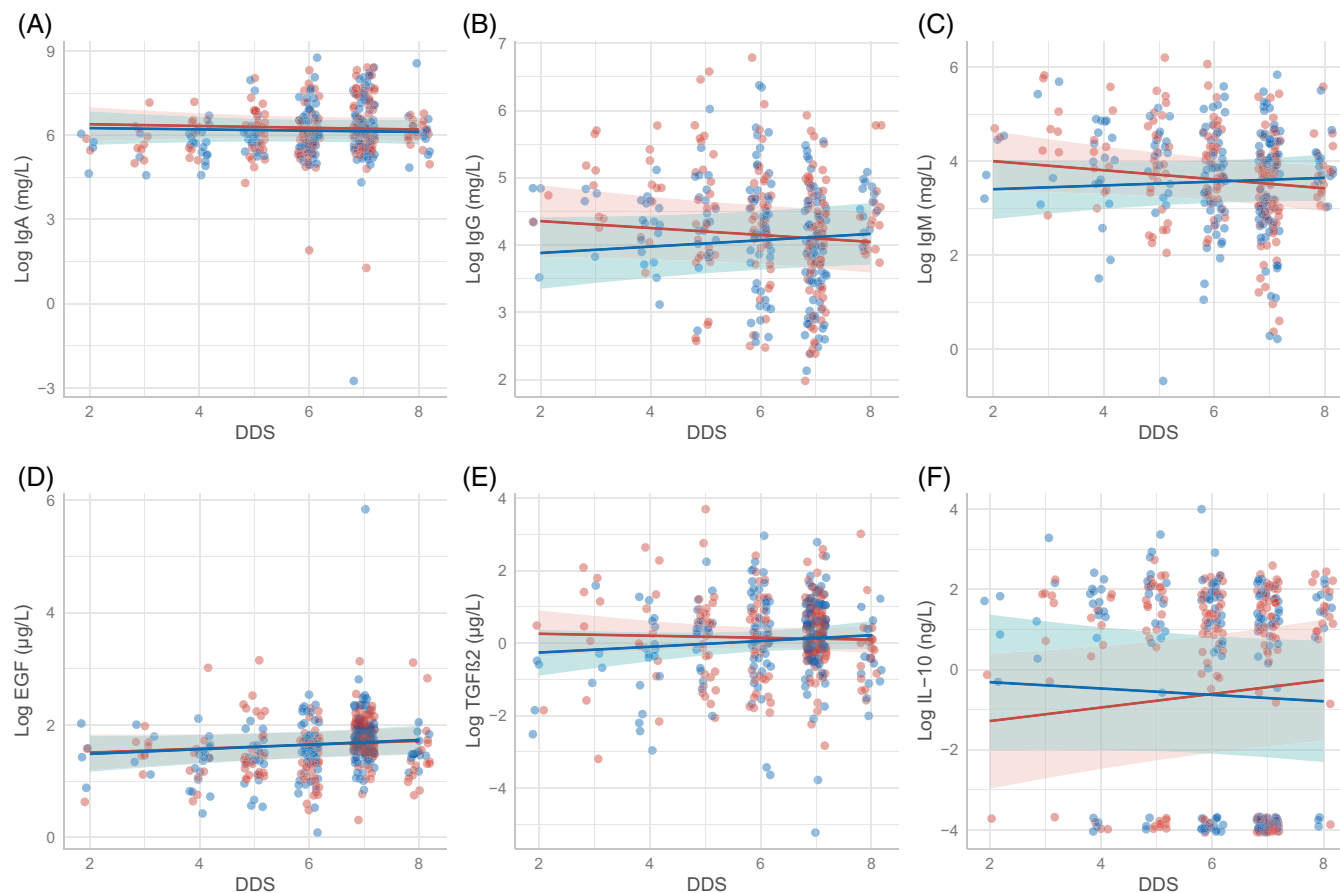 (A)
Log IgA (mg/L)
9
6
3
0
−3
2 4 6 8
DDS
(B)
Log IgG (mg/L)
7
6
5
4
3
2
2 4 6 8
DDS
(C)
Log IgM (mg/L)
6
4
2
0
2 4 6 8
DDS
(D)
Log EGF (µg/L)
6
4
2
0
2 4 6 8
DDS
(E)
Log TGFß2 (µg/L)
4
2
0
−2
−4
2 4 6 8
DDS
(F)
Log IL−10 (ng/L)
4
2
0
−2
−4
2 4 6 8
DDS